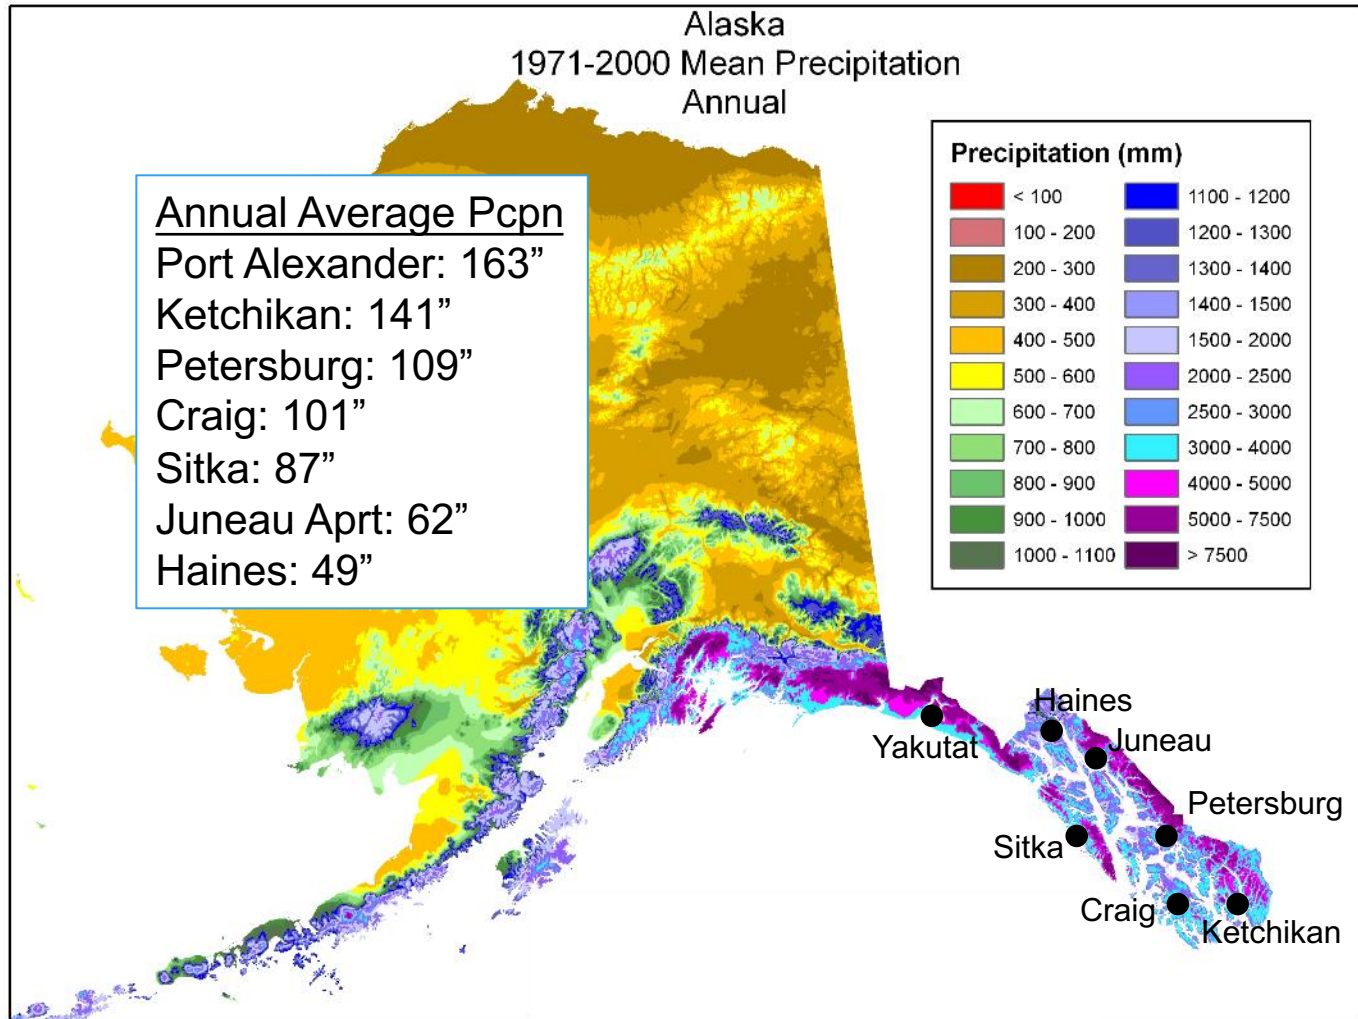 Alaska
1971-2000 Mean Precipitation
Annual
Annual Average Pcpn
Port Alexander: 163”
Ketchikan: 141”
Petersburg: 109”
Craig: 101”
Sitka: 87”
Juneau Aprt: 62”
Haines: 49”
Precipitation (mm)
< 100
100 - 200
200 - 300
300 - 400
400 - 500
500 - 600
600 - 700
700 - 800
800 - 900
900 - 1000
1000 - 1100
1100 - 1200
1200 - 1300
1300 - 1400
1400 - 1500
1500 - 2000
2000 - 2500
2500 - 3000
3000 - 4000
4000 - 5000
5000 - 7500
> 7500
Haines
Juneau
Yakutat
Petersburg
Sitka
Craig
Ketchikan